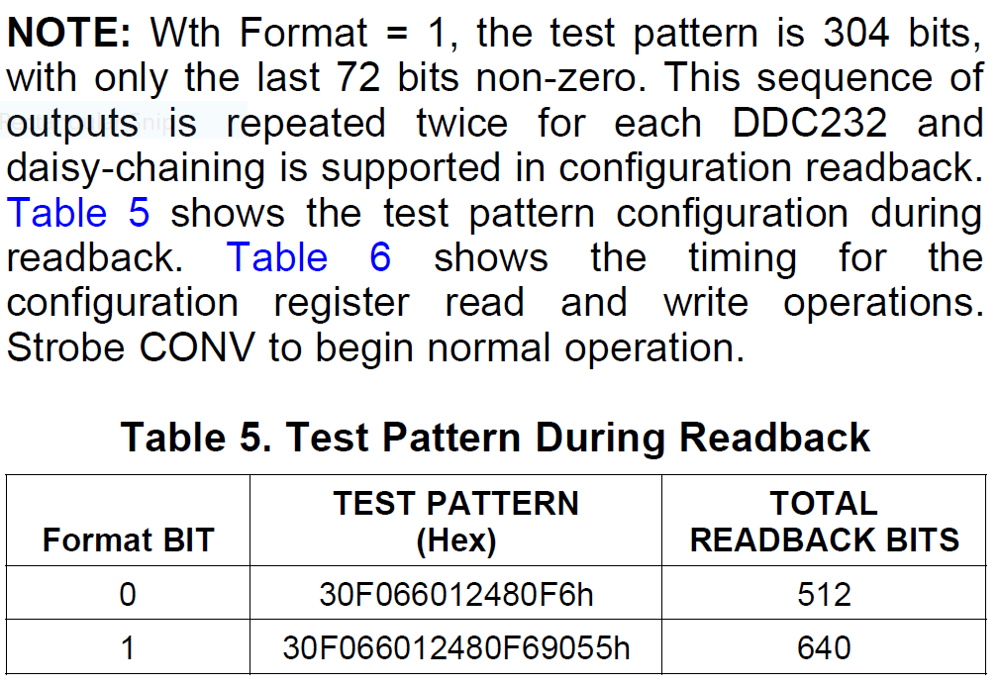 NOTE: Wth Format = 1, the test pattern is 304 bits,
with only the last 72 bits non-zero. This sequence of
outputs is repeated twice for each DDC232 and
daisy-chaining is supported in configuration readback.
Table 5 shows the test pattern configuration during
readback. Table 6 shows the timing for the
configuration register read and write operations.
Strobe CONV to begin normal operation.
Table 5. Test Pattern During Readback
Format BIT TEST PATTERN (Hex) TOTAL READBACK BITS
0 30F066012480F6h 512
1 30F066012480F69055h 640